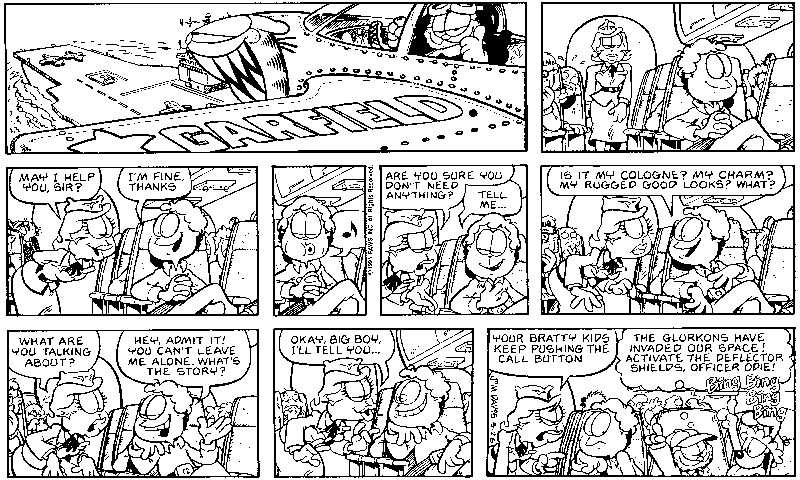 GARFIELD
MAY I HELP
YOU, SIR?
I'M FINE,
THANKS
ARE YOU SURE YOU
DON'T NEED
ANYTHING?
TELL
ME...
IS IT MY COLOGNE? MY CHARM?
MY RUGGED GOOD LOOKS? WHAT?
WHAT ARE
YOU TALKING
ABOUT?
HEY, ADMIT IT!
YOU CAN'T LEAVE
ME ALONE. WHAT'S
THE STORY?
OKAY, BIG BOY,
I'LL TELL YOU...
YOUR BRATTY KIDS
KEEP PUSHING THE
CALL BUTTON
THE GLORKONS HAVE
INVADED OUR SPACE!
ACTIVATE THE DEFLECTOR
SHIELDS, OFFICER ODIE!
Bing Bing
Bing
Bing
JIM DAVIS